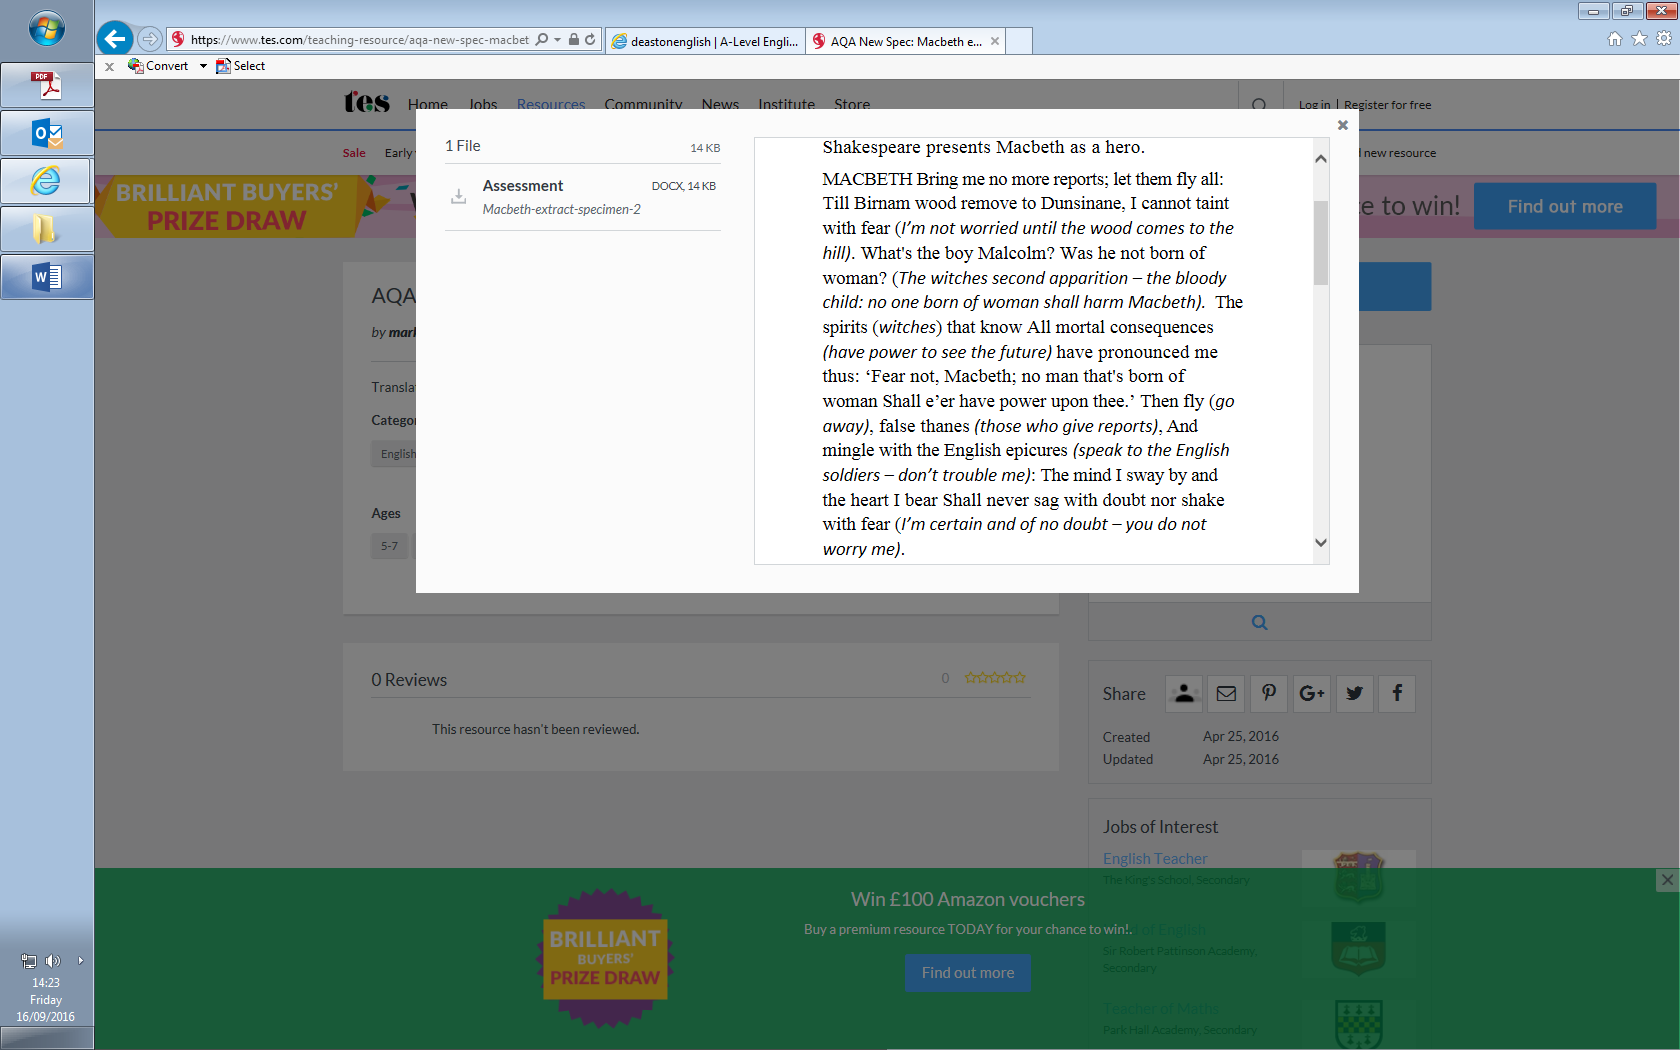 https://www.tes.com/teaching-resource/aqa-new-spec-macbet
deastonenglish | A-Level Engli...
AQA New Spec: Macbeth e...
x Convert Select
tes Home Jobs Resources Community News Institute Store
Log in | Register for free
Sale Early
new resource
BRILLIANT BUYERS'
PRIZE DRAW
ce to win!
Find out more
1 File 14 KB
Assessment DOCX, 14 KB
Macbeth-extract-specimen-2
Shakespeare presents Macbeth as a hero.
MACBETH Bring me no more reports; let them fly all:
Till Birnam wood remove to Dunsinane, I cannot taint
with fear (I'm not worried until the wood comes to the
hill). What's the boy Malcolm? Was he not born of
woman? (The witches second apparition – the bloody
child: no one born of woman shall harm Macbeth). The
spirits (witches) that know All mortal consequences
(have power to see the future) have pronounced me
thus: ‘Fear not, Macbeth; no man that's born of
woman Shall e’er have power upon thee.’ Then fly (go
away), false thanes (those who give reports), And
mingle with the English epicures (speak to the English
soldiers – don’t trouble me): The mind I sway by and
the heart I bear Shall never sag with doubt nor shake
with fear (I’m certain and of no doubt – you do not
worry me).
AQA
by mark
Transla
Catego
English
Ages
5-7
0 Reviews 0
This resource hasn't been reviewed.
Share
Created Apr 25, 2016
Updated Apr 25, 2016
Jobs of Interest
English Teacher
The King's School, Secondary
d of English
Sir Robert Pattinson Academy,
Secondary
Teacher of Maths
Park Hall Academy, Secondary
BRILLIANT
BUYERS'
PRIZE DRAW
Win £100 Amazon vouchers
Buy a premium resource TODAY for your chance to win!.
Find out more
PDF
14:23
Friday
16/09/2016